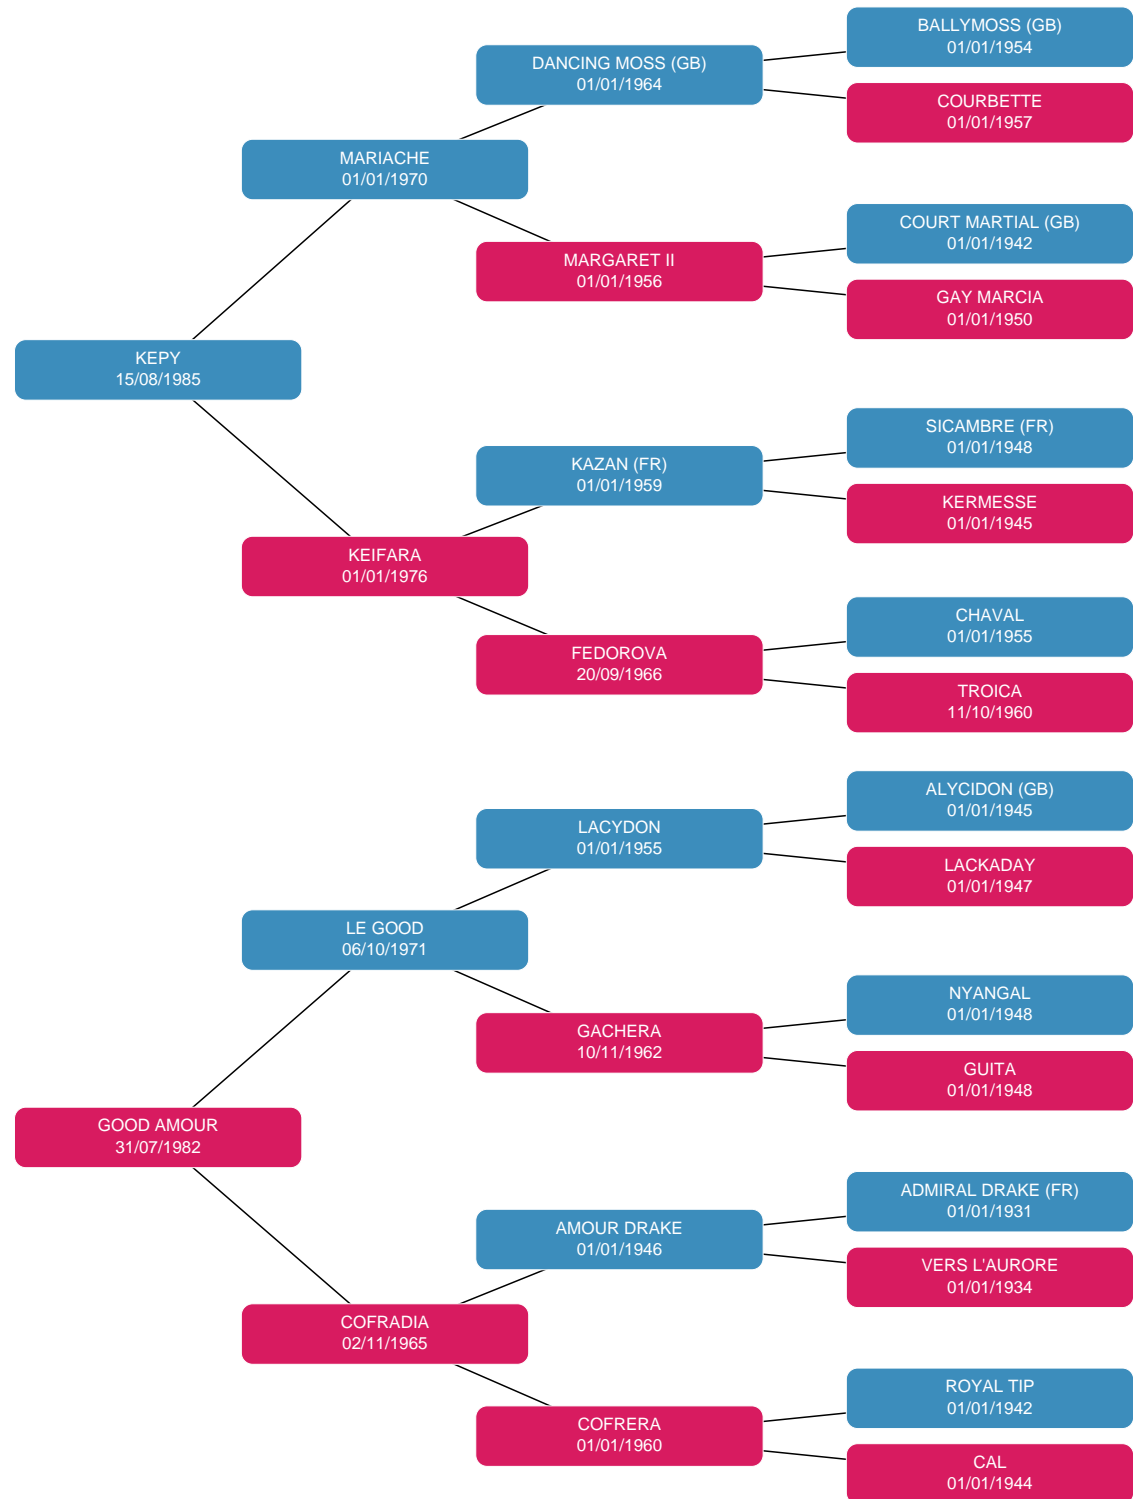 BALLYMOSS (GB)
01/01/1954
DANCING MOSS (GB)
01/01/1964
COURBETTE
01/01/1957
MARIACHE
01/01/1970
COURT MARTIAL (GB)
01/01/1942
MARGARET II
01/01/1956
GAY MARCIA
01/01/1950
KEPY
15/08/1985
SICAMBRE (FR)
01/01/1948
KAZAN (FR)
01/01/1959
KERMESSE
01/01/1945
KEIFARA
01/01/1976
CHAVAL
01/01/1955
FEDOROVA
20/09/1966
TROICA
11/10/1960
ALYCIDON (GB)
01/01/1945
LACYDON
01/01/1955
LACKADAY
01/01/1947
LE GOOD
06/10/1971
NYANGAL
01/01/1948
GACHERA
10/11/1962
GUITA
01/01/1948
GOOD AMOUR
31/07/1982
ADMIRAL DRAKE (FR)
01/01/1931
AMOUR DRAKE
01/01/1946
VERS L'AURORE
01/01/1934
COFRADIA
02/11/1965
ROYAL TIP
01/01/1942
COFRERA
01/01/1960
CAL
01/01/1944